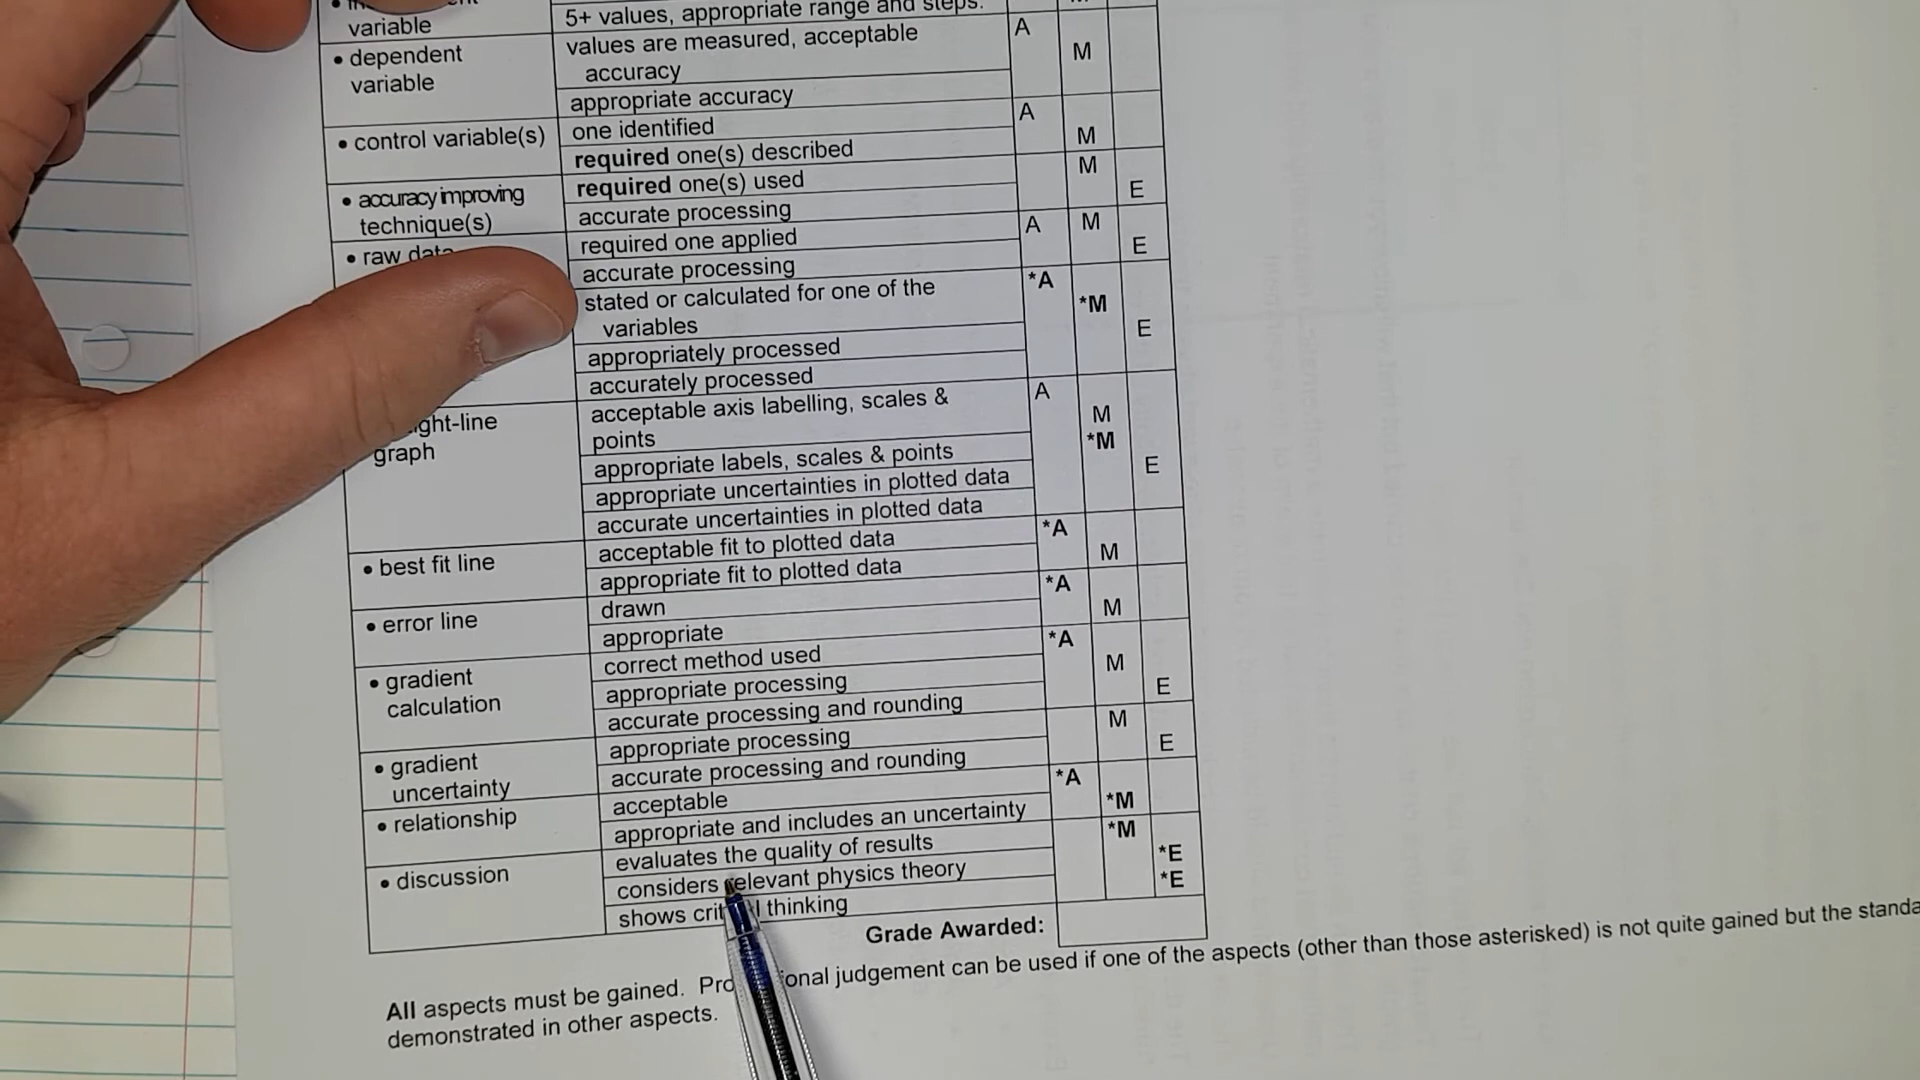 variable
5+ values, appropriate range and steps.
• dependent
variable
values are measured, acceptable
accuracy
A
M
appropriate accuracy
• control variable(s)
one identified
A
required one(s) described
M
• accuracy improving
technique(s)
required one(s) used
M
accurate processing
E
• raw data
required one applied
A
M
accurate processing
E
stated or calculated for one of the
variables
*A
*M
appropriately processed
E
accurately processed
graph
acceptable axis labelling, scales &
points
A
M
appropriate labels, scales & points
*M
appropriate uncertainties in plotted data
E
accurate uncertainties in plotted data
• best fit line
acceptable fit to plotted data
*A
appropriate fit to plotted data
M
• error line
drawn
*A
appropriate
M
• gradient
calculation
correct method used
*A
appropriate processing
M
accurate processing and rounding
E
• gradient
uncertainty
appropriate processing
M
accurate processing and rounding
E
• relationship
acceptable
*A
appropriate and includes an uncertainty
*M
• discussion
evaluates the quality of results
*M
considers relevant physics theory
*E
shows thinking
*E
Grade Awarded:
All aspects must be gained. judgement can be used if one of the aspects (other than those asterisked) is not quite gained but the
demonstrated in other aspects.